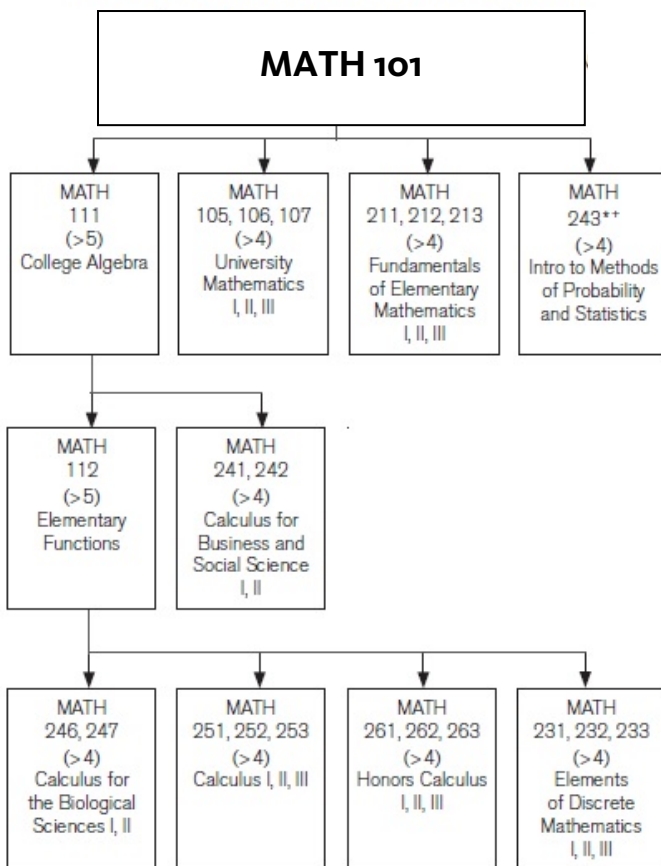 MATH 101
MATH
111
(>5)
College Algebra
MATH
105, 106, 107
(>4)
University
Mathematics
I, II, III
MATH
211, 212, 213
(>4)
Fundamentals
of Elementary
Mathematics
I, II, III
MATH
243*+
(>4)
Intro to Methods
of Probability
and Statistics
MATH
112
(>5)
Elementary
Functions
MATH
241, 242
(>4)
Calculus for
Business and
Social Science
I, II
MATH
246, 247
(>4)
Calculus for
the Biological
Sciences I, II
MATH
251, 252, 253
(>4)
Calculus I, II, III
MATH
261, 262, 263
(>4)
Honors Calculus
I, II, III
MATH
231, 232, 233
(>4)
Elements
of Discrete
Mathematics
I, II, III